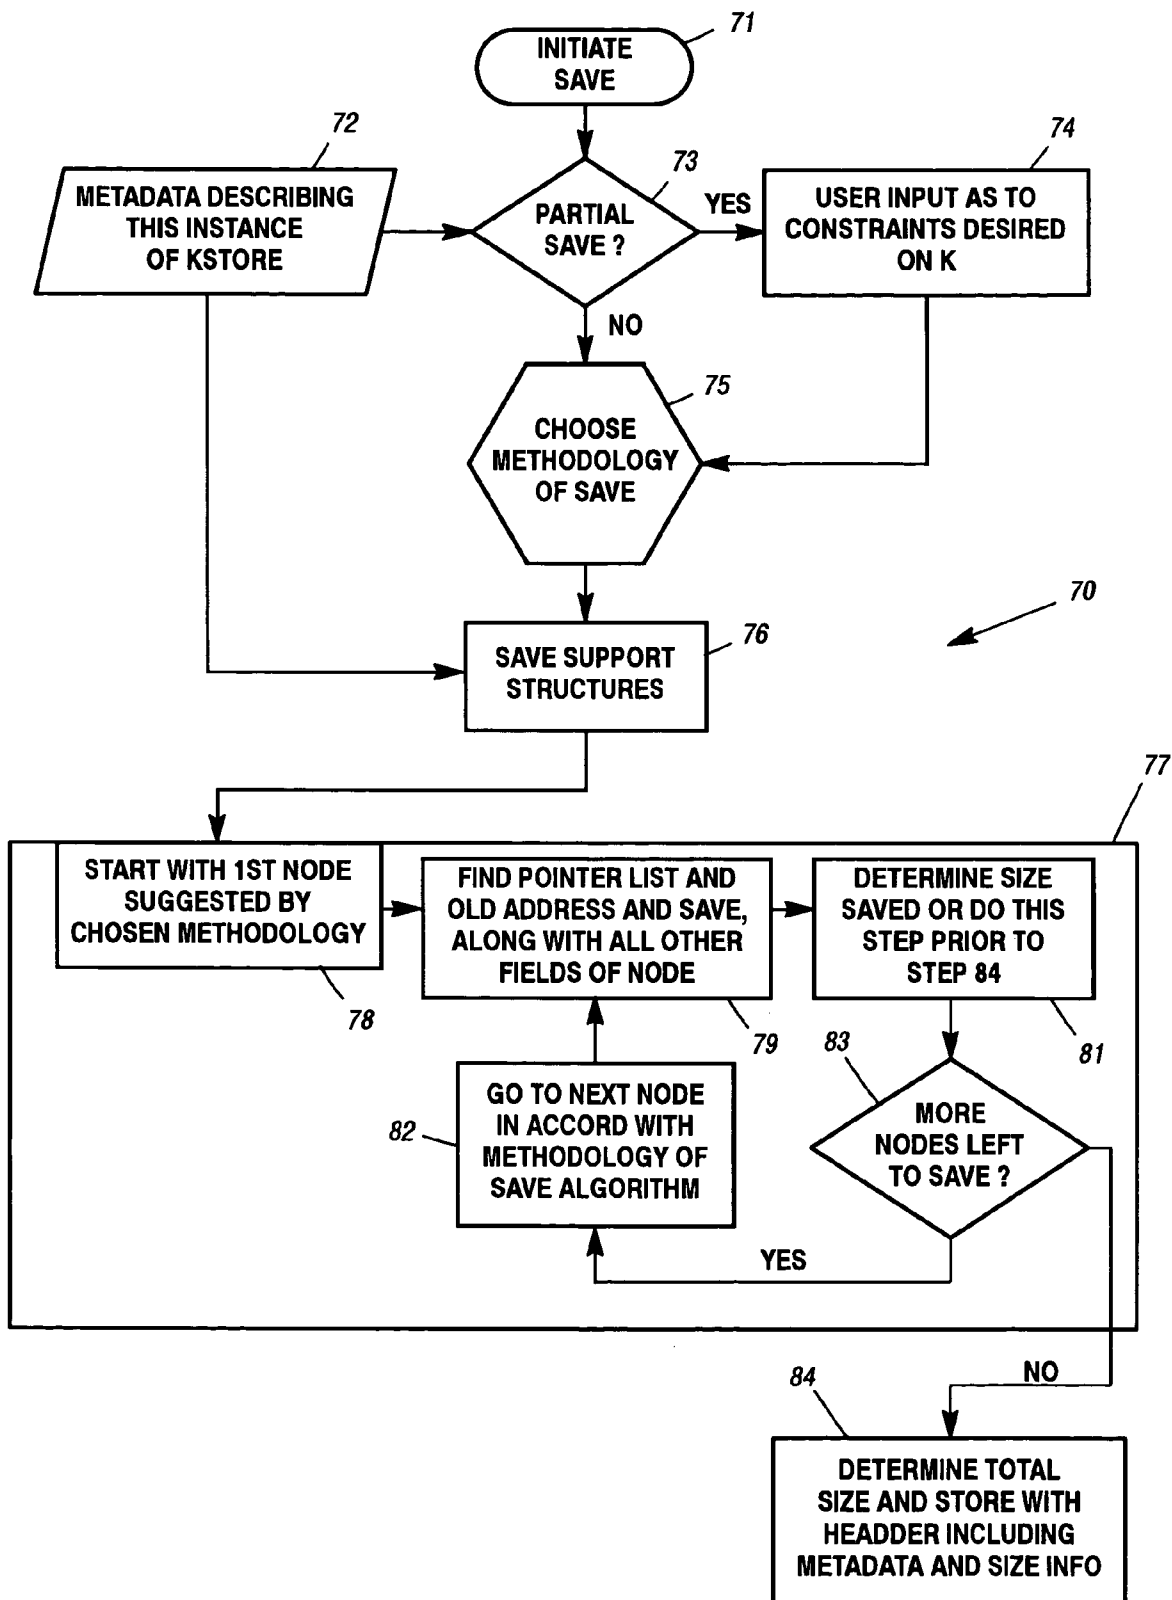 71
INITIATE
SAVE
72
METADATA DESCRIBING
THIS INSTANCE
OF KSTORE
73
PARTIAL
SAVE ?
YES
74
USER INPUT AS TO
CONSTRAINTS DESIRED
ON K
NO
75
CHOOSE
METHODOLOGY
OF SAVE
70
76
SAVE SUPPORT
STRUCTURES
77
START WITH 1ST NODE
SUGGESTED BY
CHOSEN METHODOLOGY
78
FIND POINTER LIST AND
OLD ADDRESS AND SAVE,
ALONG WITH ALL OTHER
FIELDS OF NODE
79
DETERMINE SIZE
SAVED OR DO THIS
STEP PRIOR TO
STEP 84
81
82
GO TO NEXT NODE
IN ACCORD WITH
METHODOLOGY OF
SAVE ALGORITHM
83
MORE
NODES LEFT
TO SAVE ?
YES
NO
84
DETERMINE TOTAL
SIZE AND STORE WITH
HEADDER INCLUDING
METADATA AND SIZE INFO